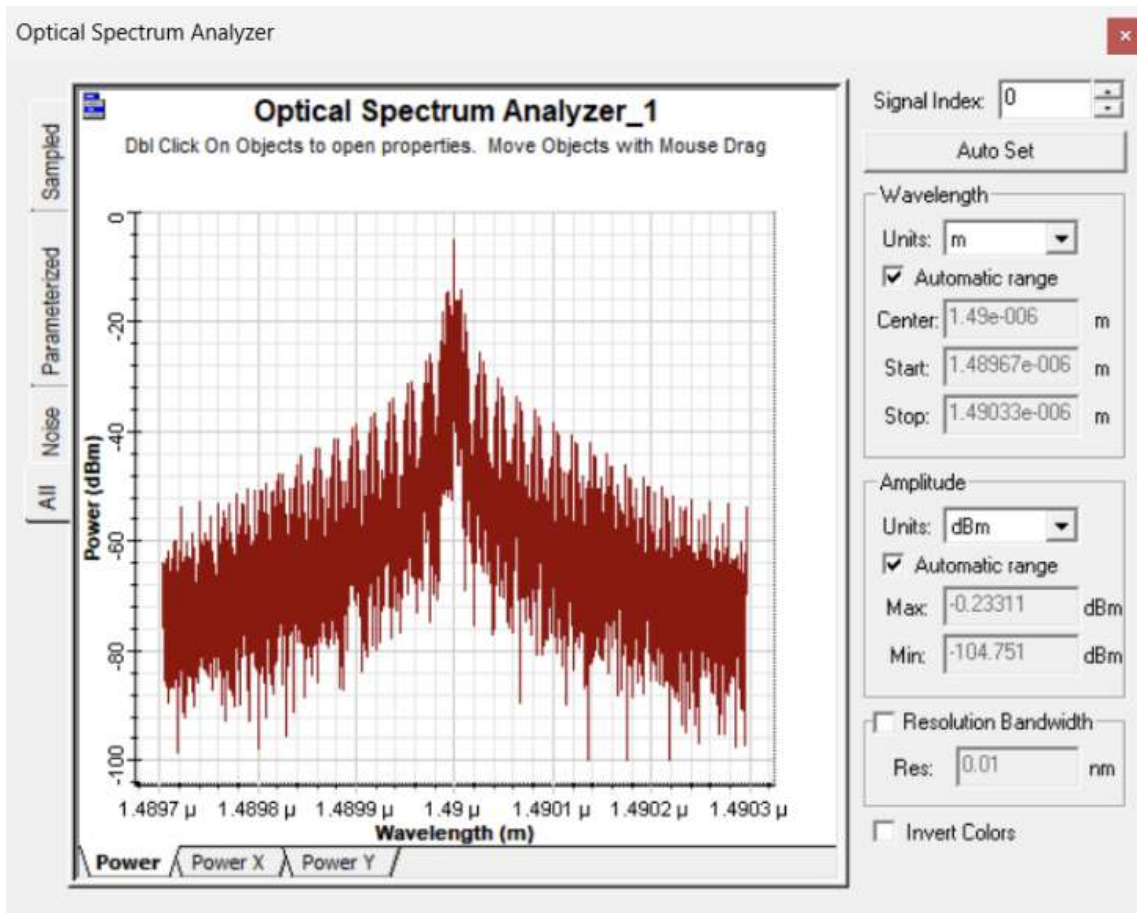 Optical Spectrum Analyzer
Sampled
Parameterized
Noise
All
Optical Spectrum Analyzer_1
Dbl Click On Objects to open properties. Move Objects with Mouse Drag
Power (dBm)
0
-20
-40
-60
-80
-100
1.4897 µ 1.4898 µ 1.4899 µ 1.49 µ 1.4901 µ 1.4902 µ 1.4903 µ
Wavelength (m)
Power Power X Power Y
Signal Index: 0
Auto Set
Wavelength
Units: m
Automatic range
Center: 1.49e-006 m
Start: 1.48967e-006 m
Stop: 1.49033e-006 m
Amplitude
Units: dBm
Automatic range
Max: -0.23311 dBm
Min: -104.751 dBm
Resolution Bandwidth
Res: 0.01 nm
Invert Colors